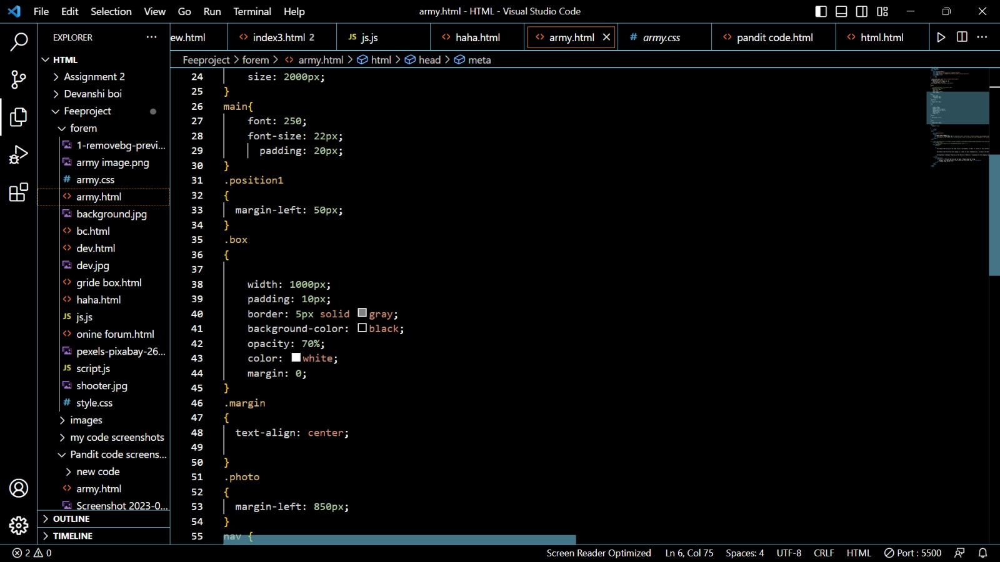 File Edit Selection View Go Run Terminal Help
army.html - HTML - Visual Studio Code
EXPLORER
ew.html
index3.html 2
JS js.js
haha.html
army.html
# army.css
pandit code.html
html.html
Feeproject > forem > army.html > html > head > meta
HTML
Assignment 2
Devanshi boi
Feeproject
forem
1-removebg-previ...
army image.png
# army.css
army.html
background.jpg
bc.html
dev.html
dev.jpg
gride box.html
haha.html
JS js.js
onine forum.html
pexels-pixabay-26...
JS script.js
shooter.jpg
# style.css
images
my code screenshots
Pandit code screens...
new code
army.html
Screenshot 2023-0...
OUTLINE
TIMELINE
24 size: 2000px;
25 }
26 main{
27 font: 250;
28 font-size: 22px;
29 padding: 20px;
30 }
31 .position1
32 {
33 margin-left: 50px;
34 }
35 .box
36 {
37
38 width: 1000px;
39 padding: 10px;
40 border: 5px solid gray;
41 background-color: black;
42 opacity: 70%;
43 color: white;
44 margin: 0;
45 }
46 .margin
47 {
48 text-align: center;
49
50 }
51 .photo
52 {
53 margin-left: 850px;
54 }
55 nav {
2 0
Screen Reader Optimized Ln 6, Col 75 Spaces: 4 UTF-8 CRLF HTML Port : 5500